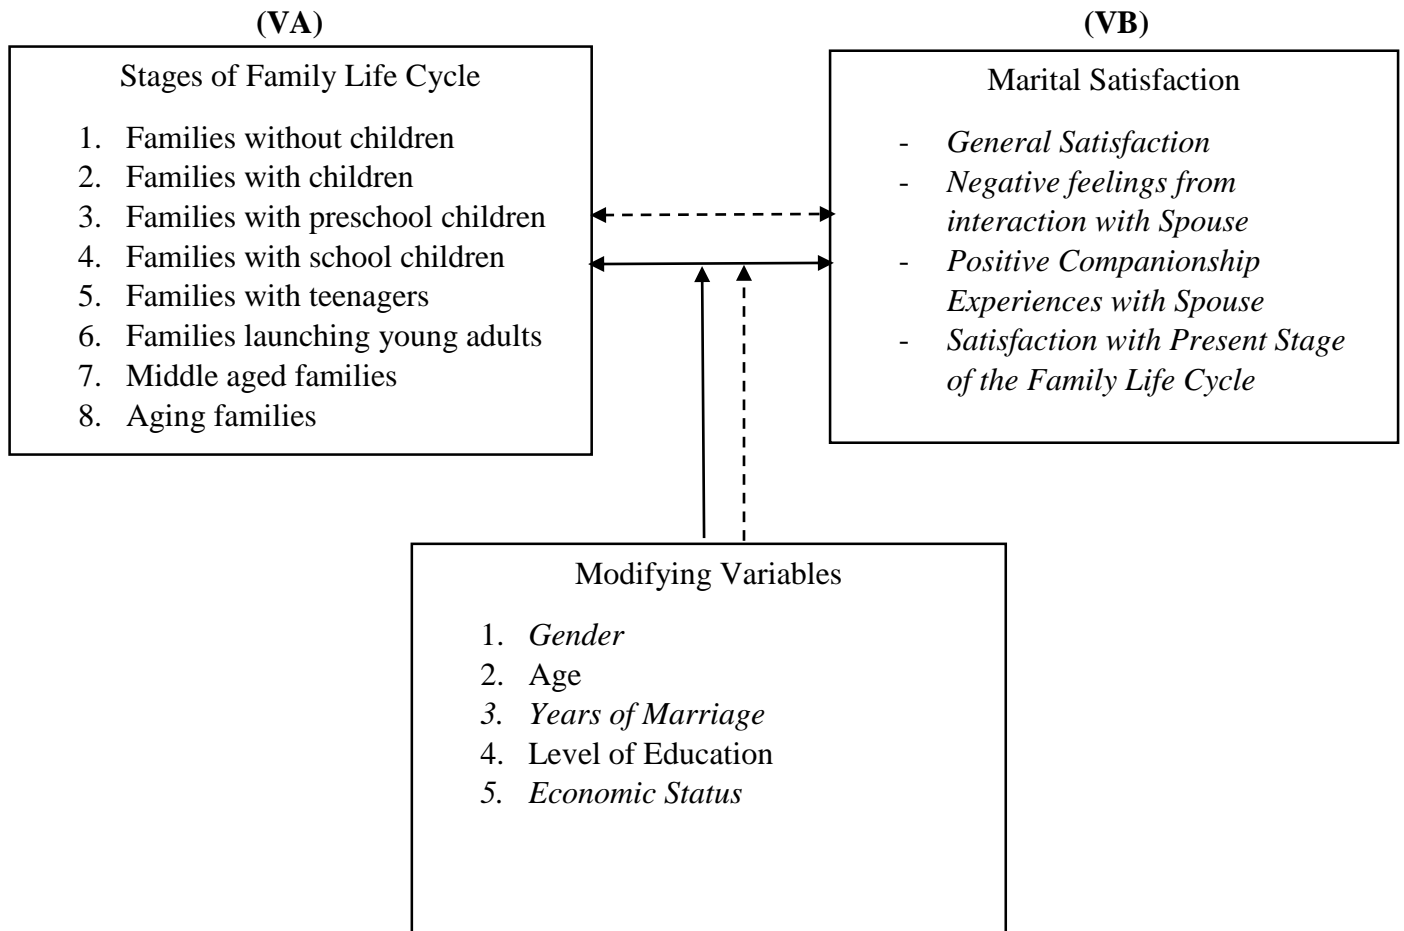 (VA)
Stages of Family Life Cycle
1. Families without children
2. Families with children
3. Families with preschool children
4. Families with school children
5. Families with teenagers
6. Families launching young adults
7. Middle aged families
8. Aging families
(VB)
Marital Satisfaction
- General Satisfaction
- Negative feelings from
interaction with Spouse
- Positive Companionship
Experiences with Spouse
- Satisfaction with Present Stage
of the Family Life Cycle
Modifying Variables
1. Gender
2. Age
3. Years of Marriage
4. Level of Education
5. Economic Status